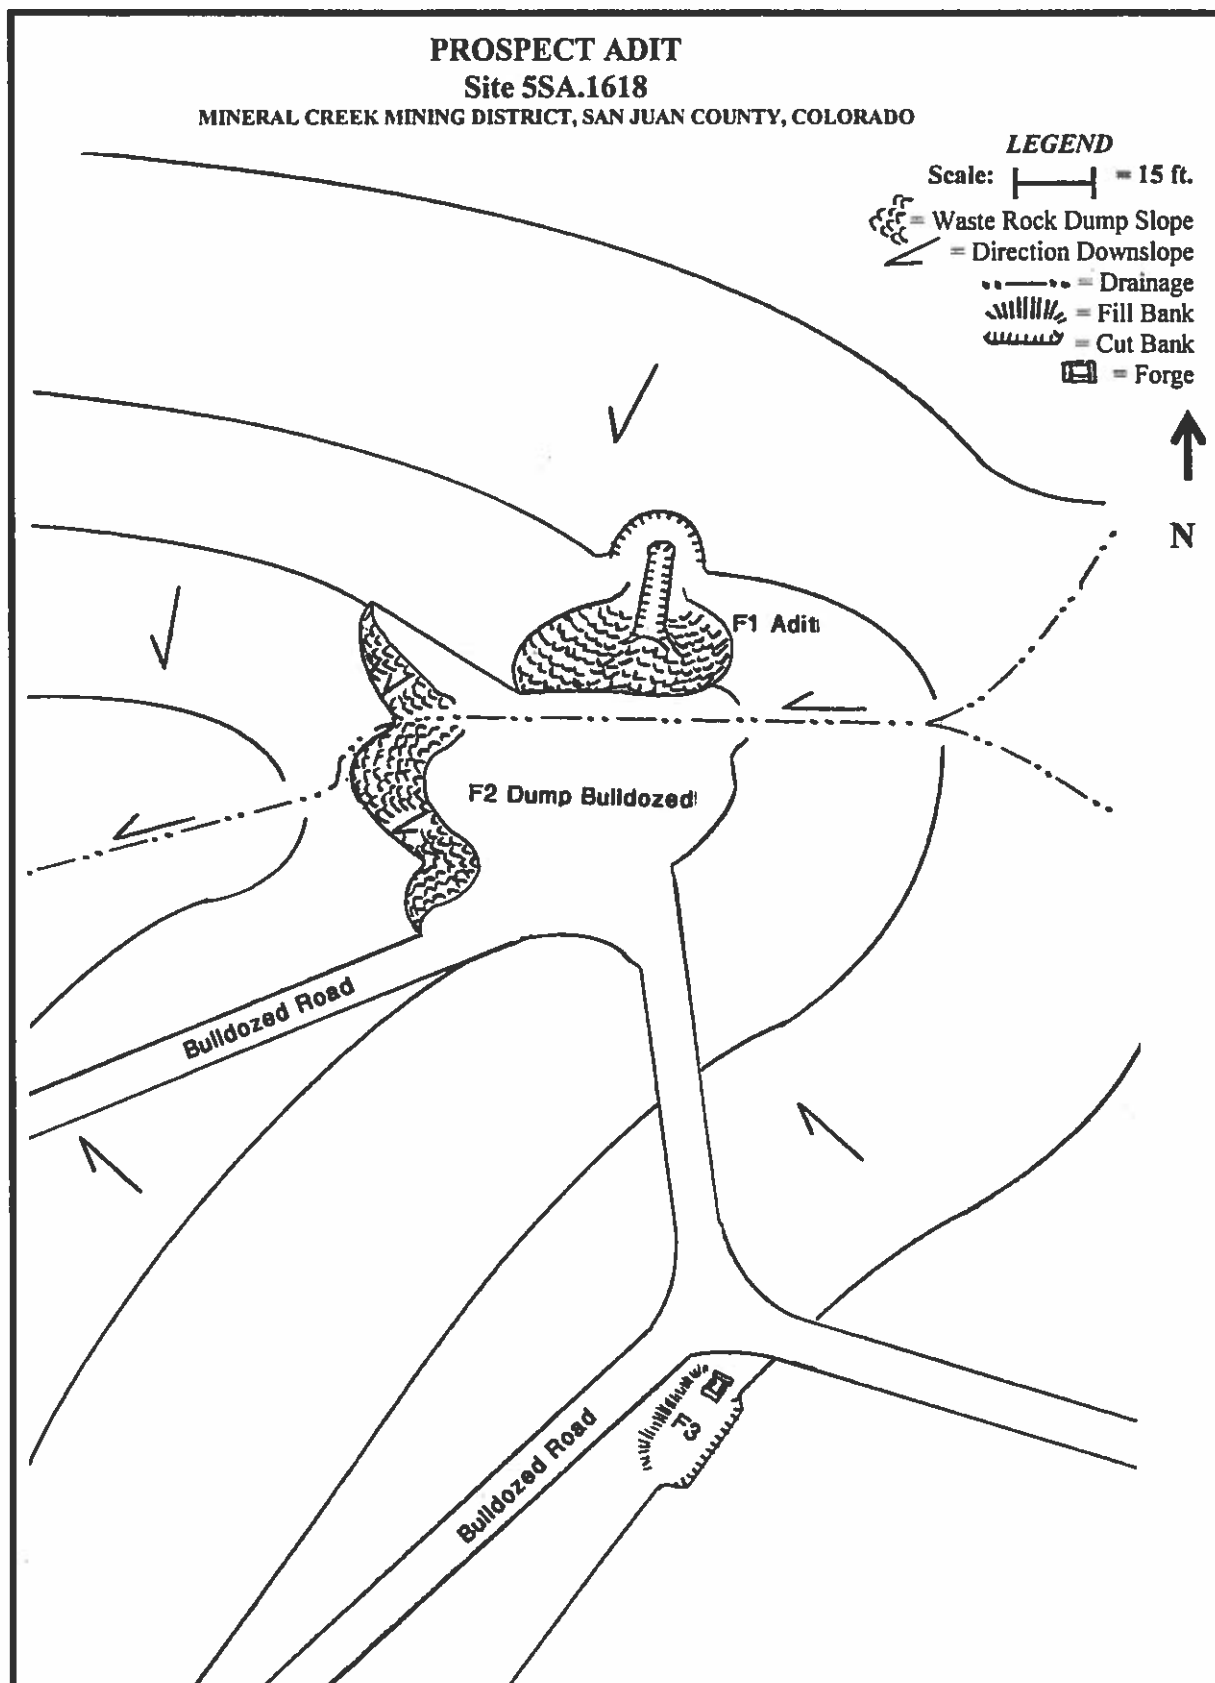 PROSPECT ADIT
Site 5SA.1618
MINERAL CREEK MINING DISTRICT, SAN JUAN COUNTY, COLORADO
LEGEND
Scale: = 15 ft.
= Waste Rock Dump Slope
= Direction Downslope
= Drainage
= Fill Bank
= Cut Bank
= Forge
N
F1 Adit
F2 Dump Bulldozed
Bulldozed Road
F3
Bulldozed Road